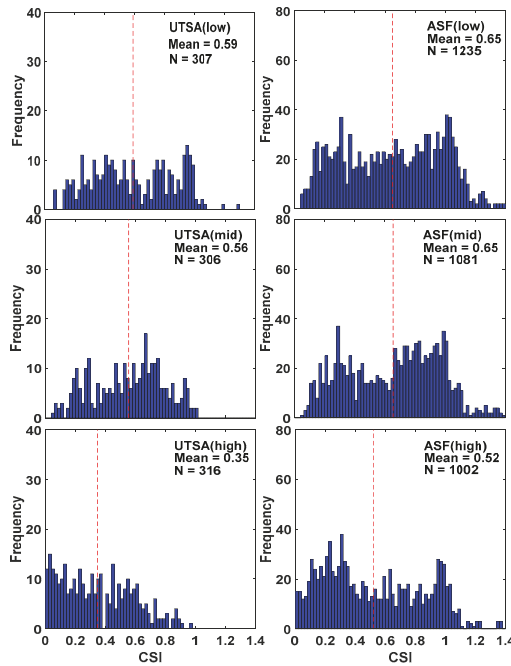 40
30
20
10
0
Frequency
UTSA(low)
Mean = 0.59
N = 307
80
60
40
20
0
Frequency
ASF(low)
Mean = 0.65
N = 1235
40
30
20
10
0
Frequency
UTSA(mid)
Mean = 0.56
N = 306
80
60
40
20
0
Frequency
ASF(mid)
Mean = 0.65
N = 1081
40
30
20
10
0
Frequency
UTSA(high)
Mean = 0.35
N = 316
0 0.2 0.4 0.6 0.8 1 1.2 1.4
CSI
80
60
40
20
0
Frequency
ASF(high)
Mean = 0.52
N = 1002
0 0.2 0.4 0.6 0.8 1 1.2 1.4
CSI